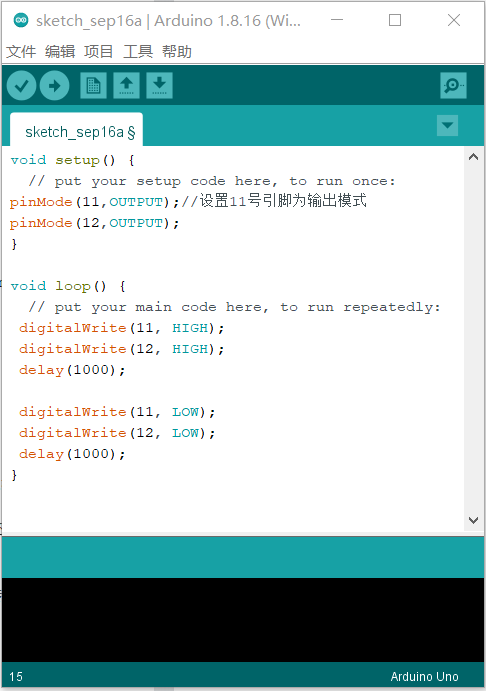 sketch_sep16a | Arduino 1.8.16 (Wi...
文件 编辑 项目 工具 帮助
sketch_sep16a §
void setup() {
// put your setup code here, to run once:
pinMode(11,OUTPUT);//设置11号引脚为输出模式
pinMode(12,OUTPUT);
}
void loop() {
// put your main code here, to run repeatedly:
digitalWrite(11, HIGH);
digitalWrite(12, HIGH);
delay(1000);
digitalWrite(11, LOW);
digitalWrite(12, LOW);
delay(1000);
}
15 Arduino Uno